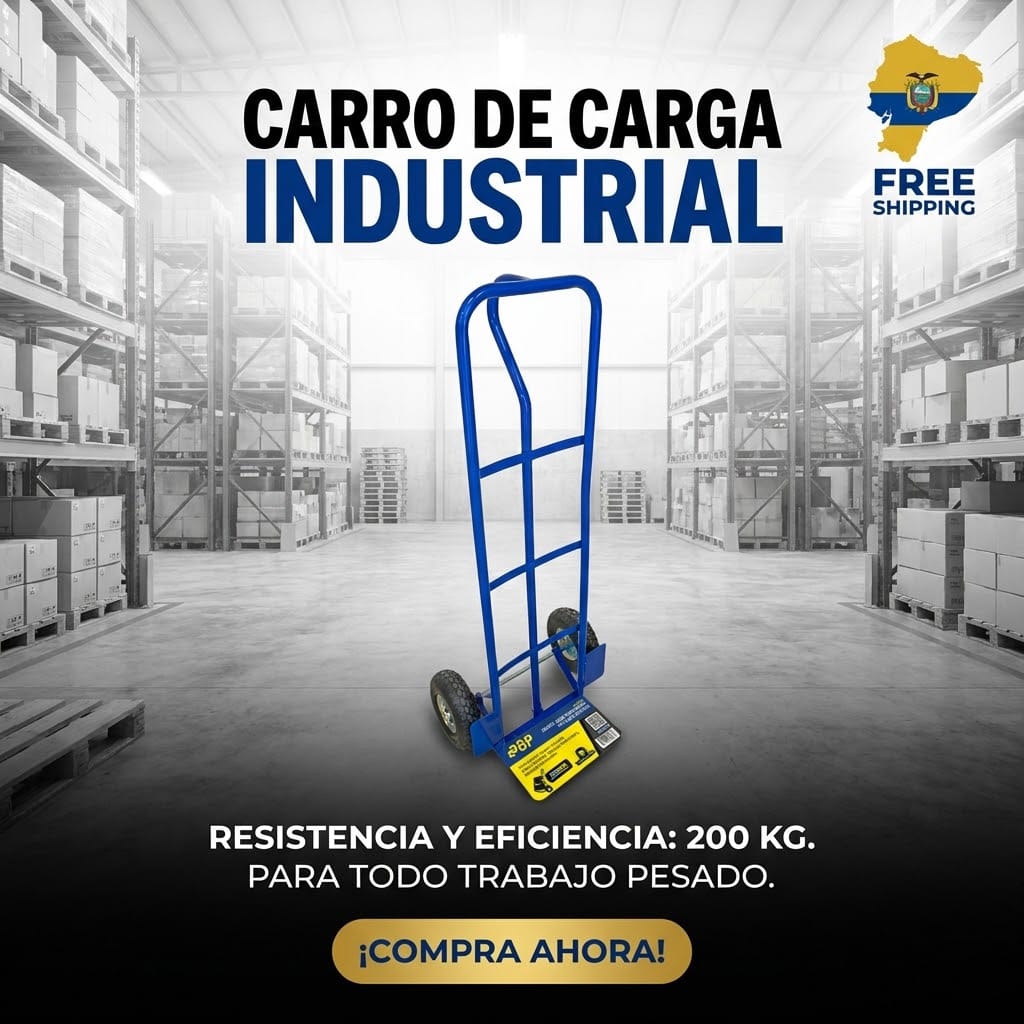 CARRO DE CARGA
INDUSTRIAL
FREE
SHIPPING
RESISTENCIA Y EFICIENCIA: 200 KG.
PARA TODO TRABAJO PESADO.
¡COMPRA AHORA!